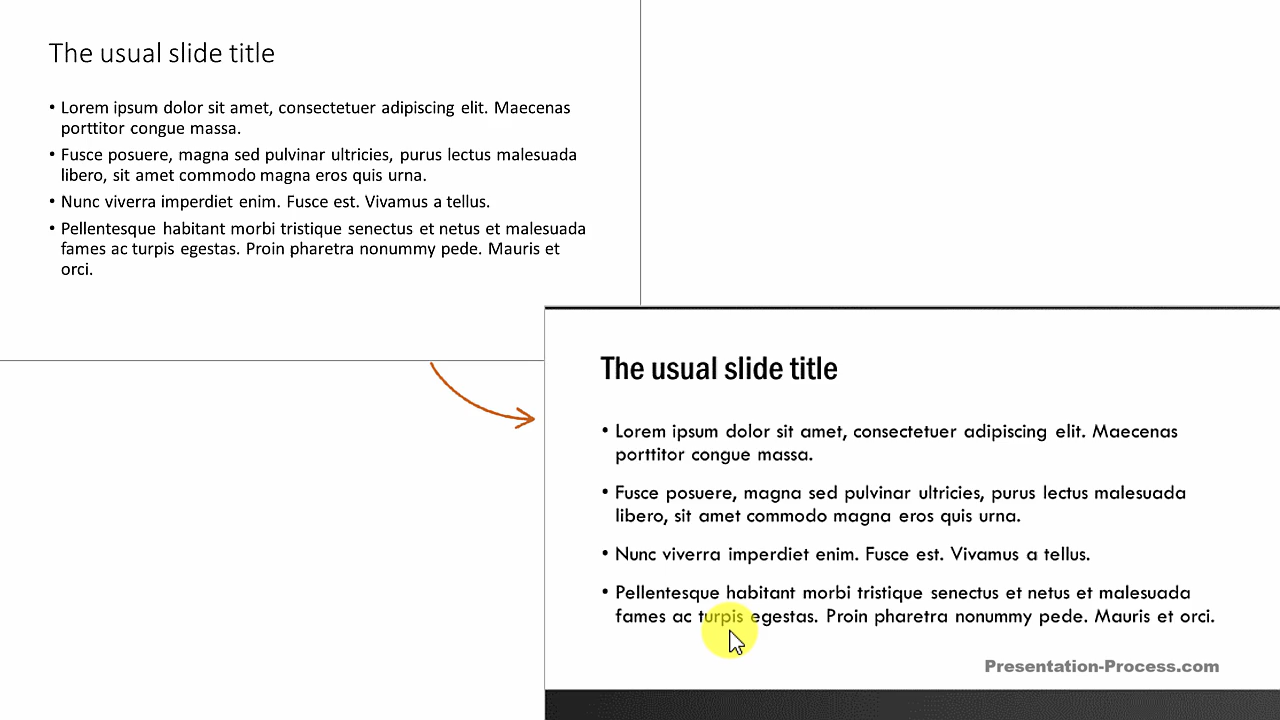 The usual slide title
• Lorem ipsum dolor sit amet, consectetuer adipiscing elit. Maecenas
porttitor congue massa.
• Fusce posuere, magna sed pulvinar ultricies, purus lectus malesuada
libero, sit amet commodo magna eros quis urna.
• Nunc viverra imperdiet enim. Fusce est. Vivamus a tellus.
• Pellentesque habitant morbi tristique senectus et netus et malesuada
fames ac turpis egestas. Proin pharetra nonummy pede. Mauris et
orci.
The usual slide title
• Lorem ipsum dolor sit amet, consectetuer adipiscing elit. Maecenas
porttitor congue massa.
• Fusce posuere, magna sed pulvinar ultricies, purus lectus malesuada
libero, sit amet commodo magna eros quis urna.
• Nunc viverra imperdiet enim. Fusce est. Vivamus a tellus.
• Pellentesque habitant morbi tristique senectus et netus et malesuada
fames ac turpis egestas. Proin pharetra nonummy pede. Mauris et orci.
Presentation-Process.com